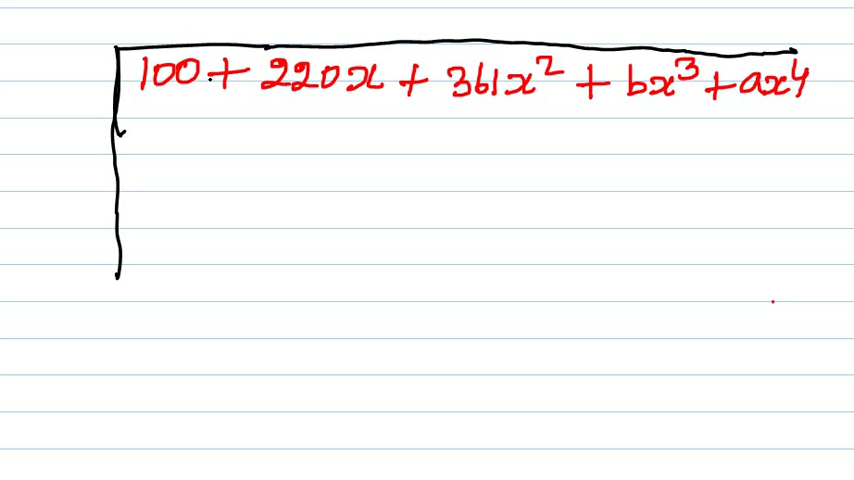 100 + 220x + 361x² + bx³ + ax⁴